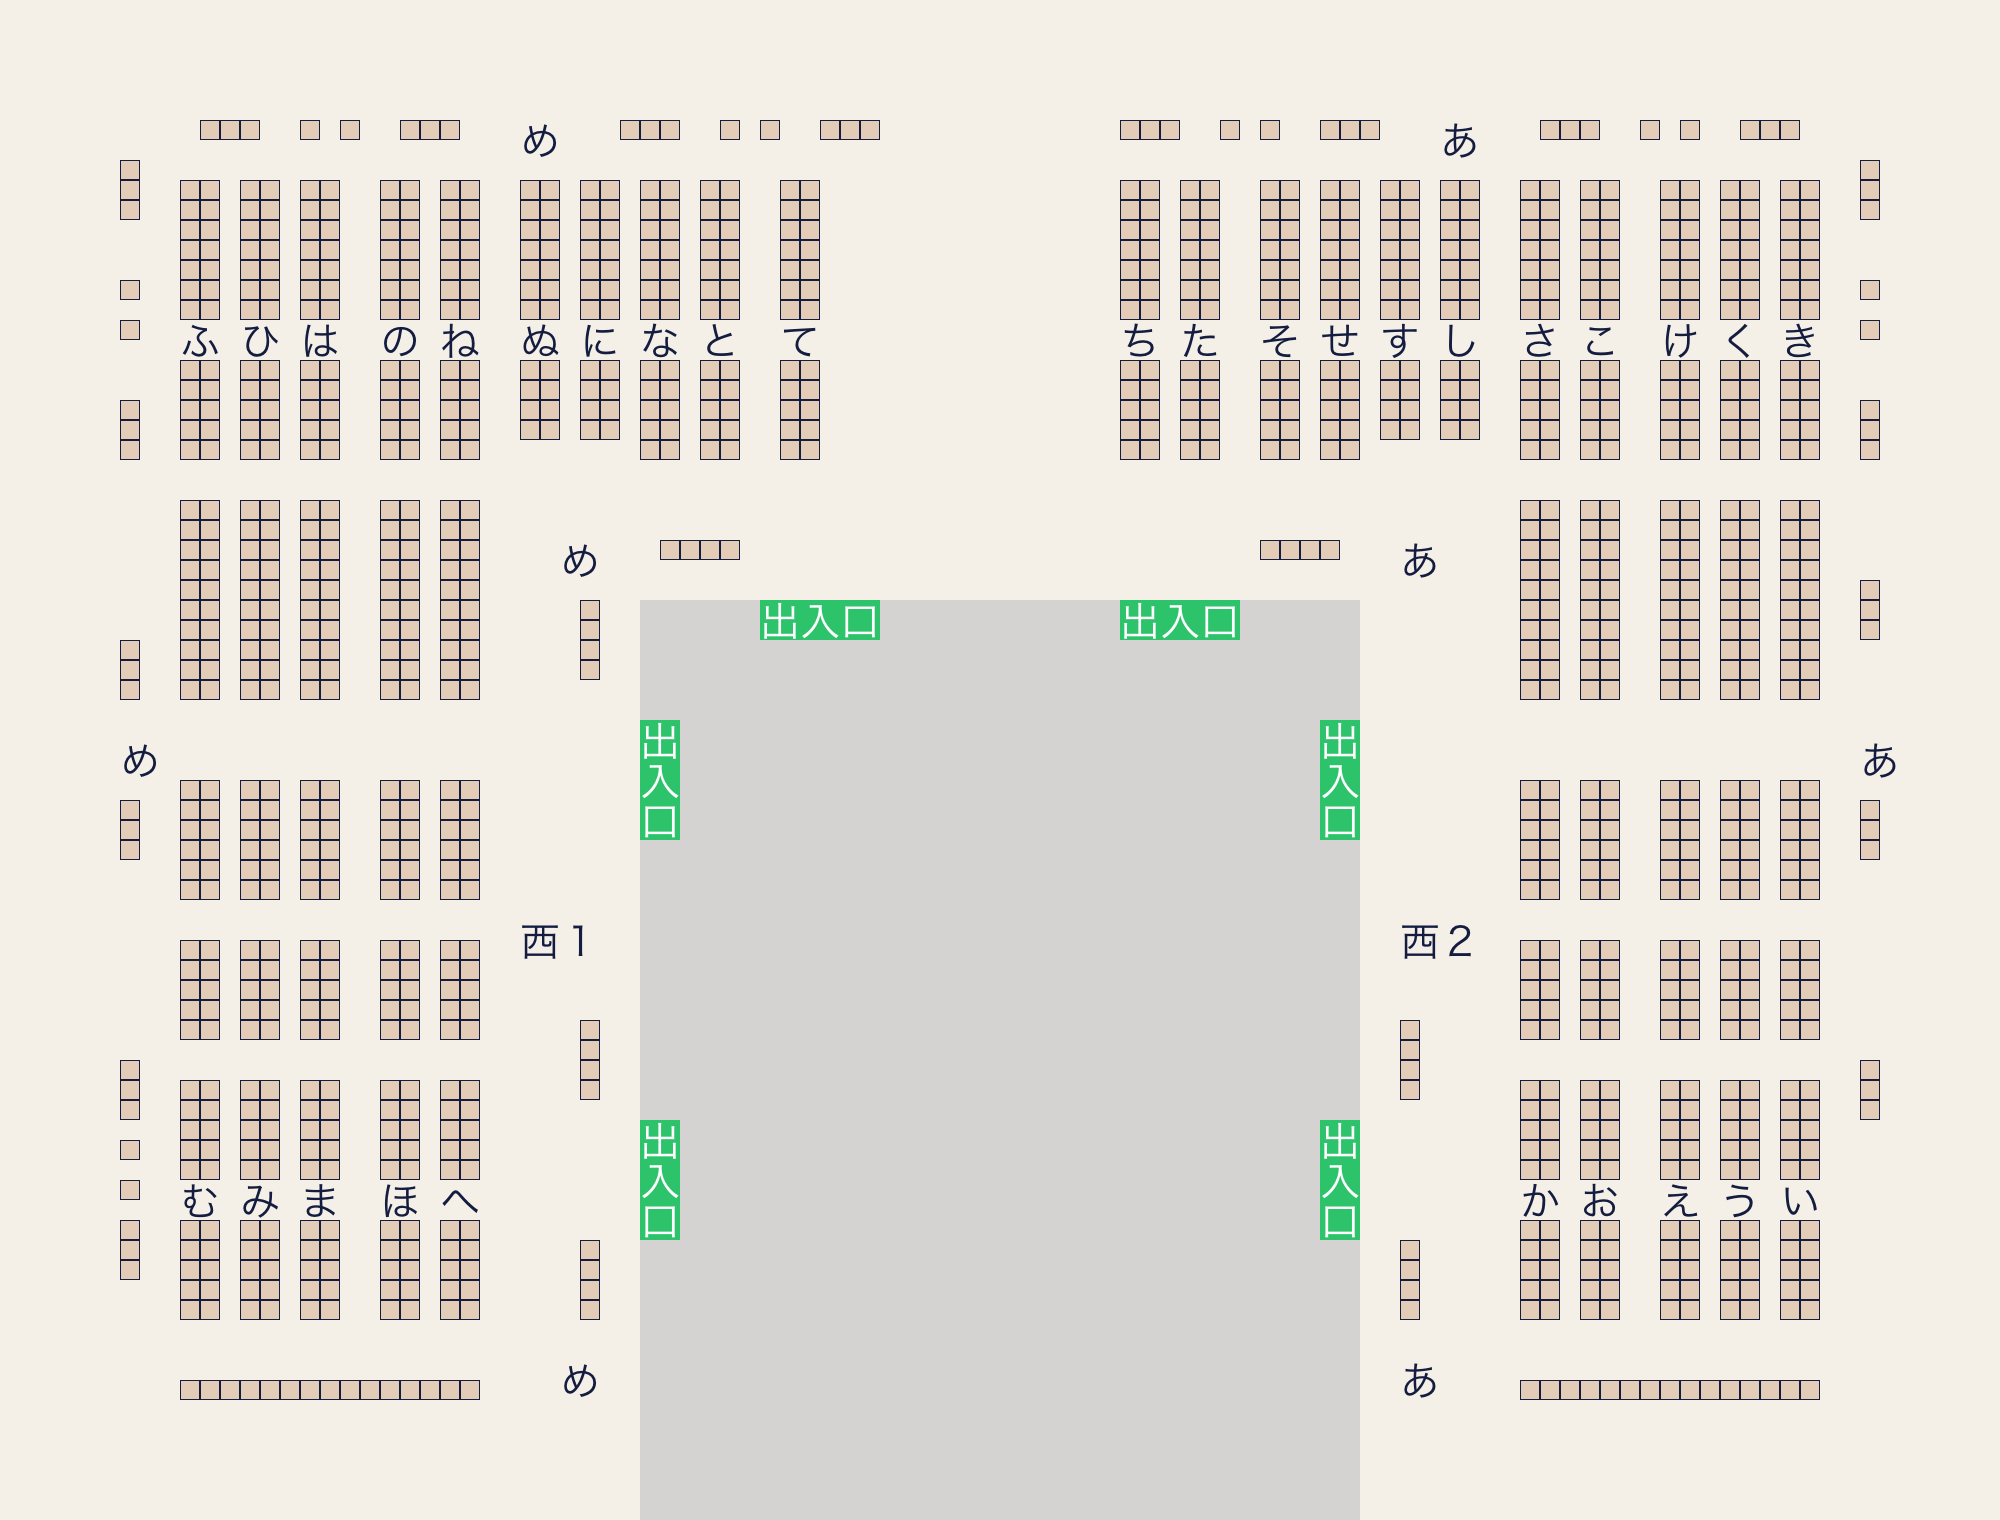 め
あ
ふ ひ は の ね ぬ に な と て ち た そ せ す し さ こ け く き
め
あ
出入口 出入口
出入口
出入口
め
あ
西1
西2
出入口
出入口
む み ま ほ へ
か お え う い
め
あ